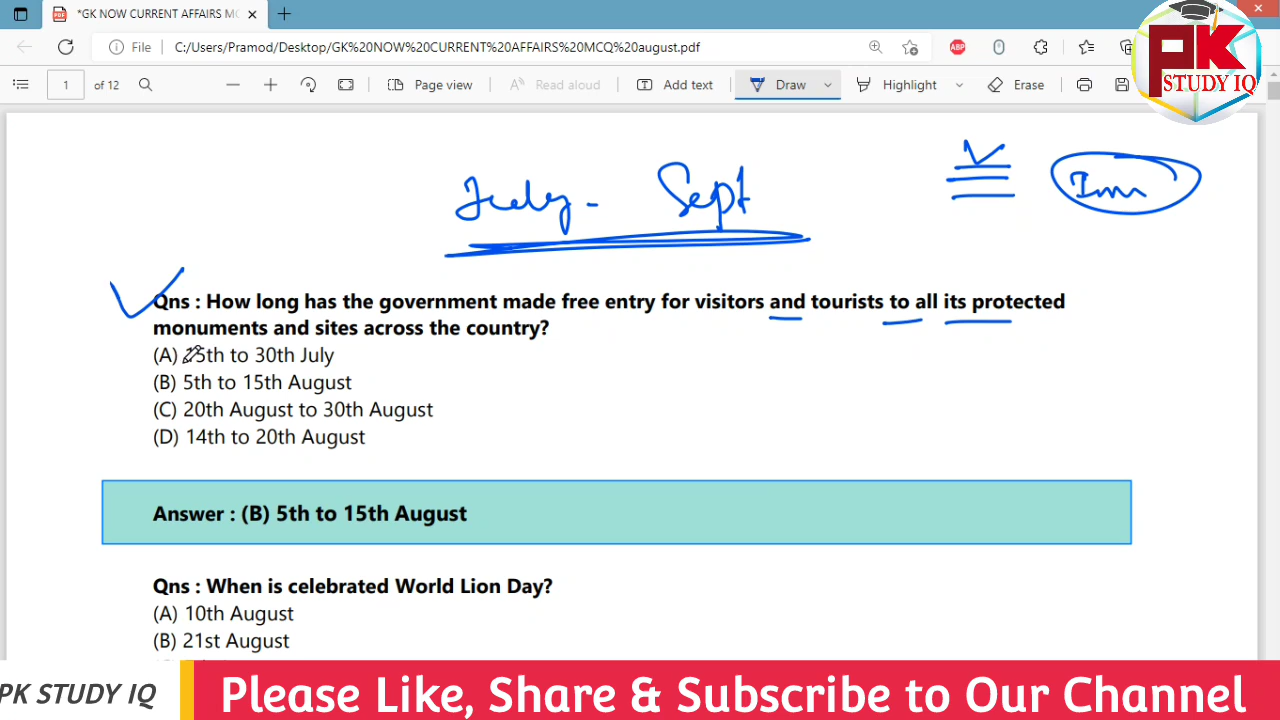 *GK NOW CURRENT AFFAIRS MC
File
C:/Users/Pramod/Desktop/GK%20NOW%20CURRENT%20AFFAIRS%20MCQ%20august.pdf
ABP
PK
STUDY IQ
1 of 12
Page view
Read aloud
Add text
Draw
Highlight
Erase
July - Sept
Qns : How long has the government made free entry for visitors and tourists to all its protected
monuments and sites across the country?
(A) 5th to 30th July
(B) 5th to 15th August
(C) 20th August to 30th August
(D) 14th to 20th August
Answer : (B) 5th to 15th August
Qns : When is celebrated World Lion Day?
(A) 10th August
(B) 21st August
PK STUDY IQ
Please Like, Share & Subscribe to Our Channel